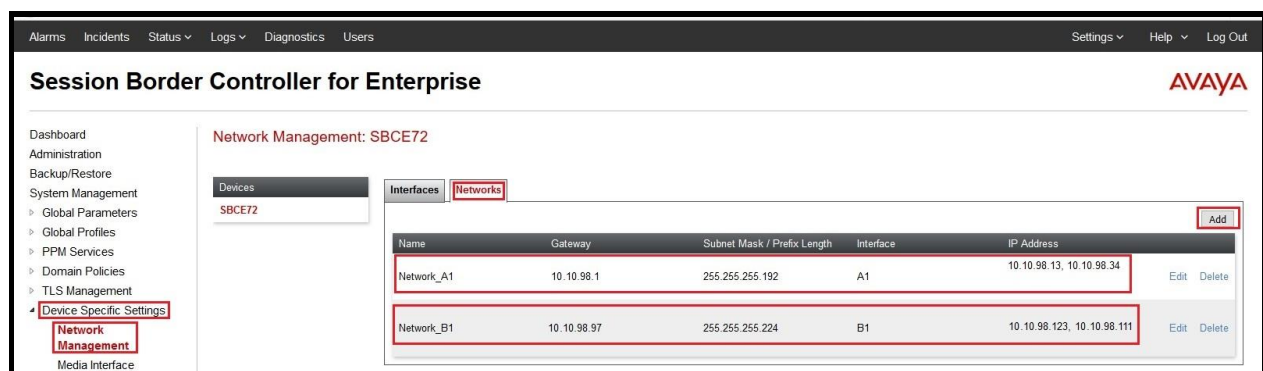 Alarms Incidents Status Logs Diagnostics Users Settings Help Log Out
Session Border Controller for Enterprise
AVAYA
Dashboard
Administration
Backup/Restore
System Management
Global Parameters
Global Profiles
PPM Services
Domain Policies
TLS Management
Device Specific Settings
Network
Management
Media Interface
Network Management: SBCE72
Devices
SBCE72
Interfaces Networks
Add
Name Gateway Subnet Mask / Prefix Length Interface IP Address
Network_A1 10.10.98.1 255.255.255.192 A1 10.10.98.13, 10.10.98.34 Edit Delete
Network_B1 10.10.98.97 255.255.255.224 B1 10.10.98.123, 10.10.98.111 Edit Delete